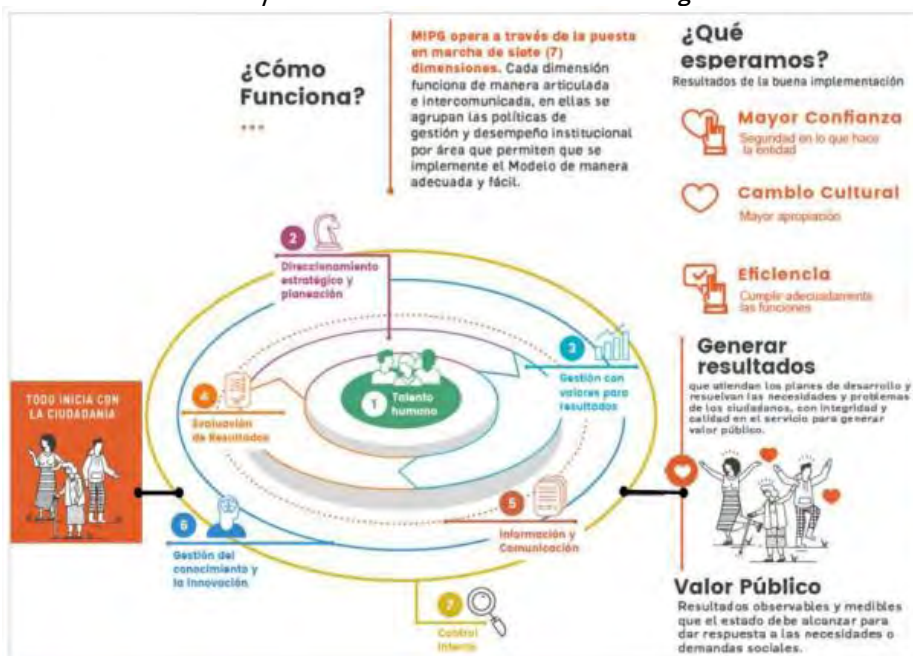 ¿Cómo
Funciona?
MIPG opera a través de la puesta
en marcha de siete (7)
dimensiones. Cada dimensión
funciona de manera articulada
e intercomunicada, en ellas se
agrupan las políticas de
gestión y desempeño institucional
por área que permiten que se
implemente el Modelo de manera
adecuada y fácil.
¿Qué
esperamos?
Resultados de la buena implementación
Mayor Confianza
Seguridad en lo que hace
la entidad
Cambio Cultural
Mayor apropiación
Eficiencia
Cumplir adecuadamente
las funciones
Generar
resultados
que atiendan los planes de desarrollo y
resuelvan las necesidades y problemas
de los ciudadanos, con integridad y
calidad en el servicio para generar
valor público.
Valor Público
Resultados observables y medibles
que el estado debe alcanzar para
dar respuesta a las necesidades o
demandas sociales.
TODO INICIA CON
LA CIUDADANÍA
1
Talento
humano
2
Direccionamiento
estratégico y
planeación
3
Gestión con
valores para
resultados
4
Evaluación
de Resultados
5
Información y
Comunicación
6
Gestión del
conocimiento y
la innovación
7
Control
Interno